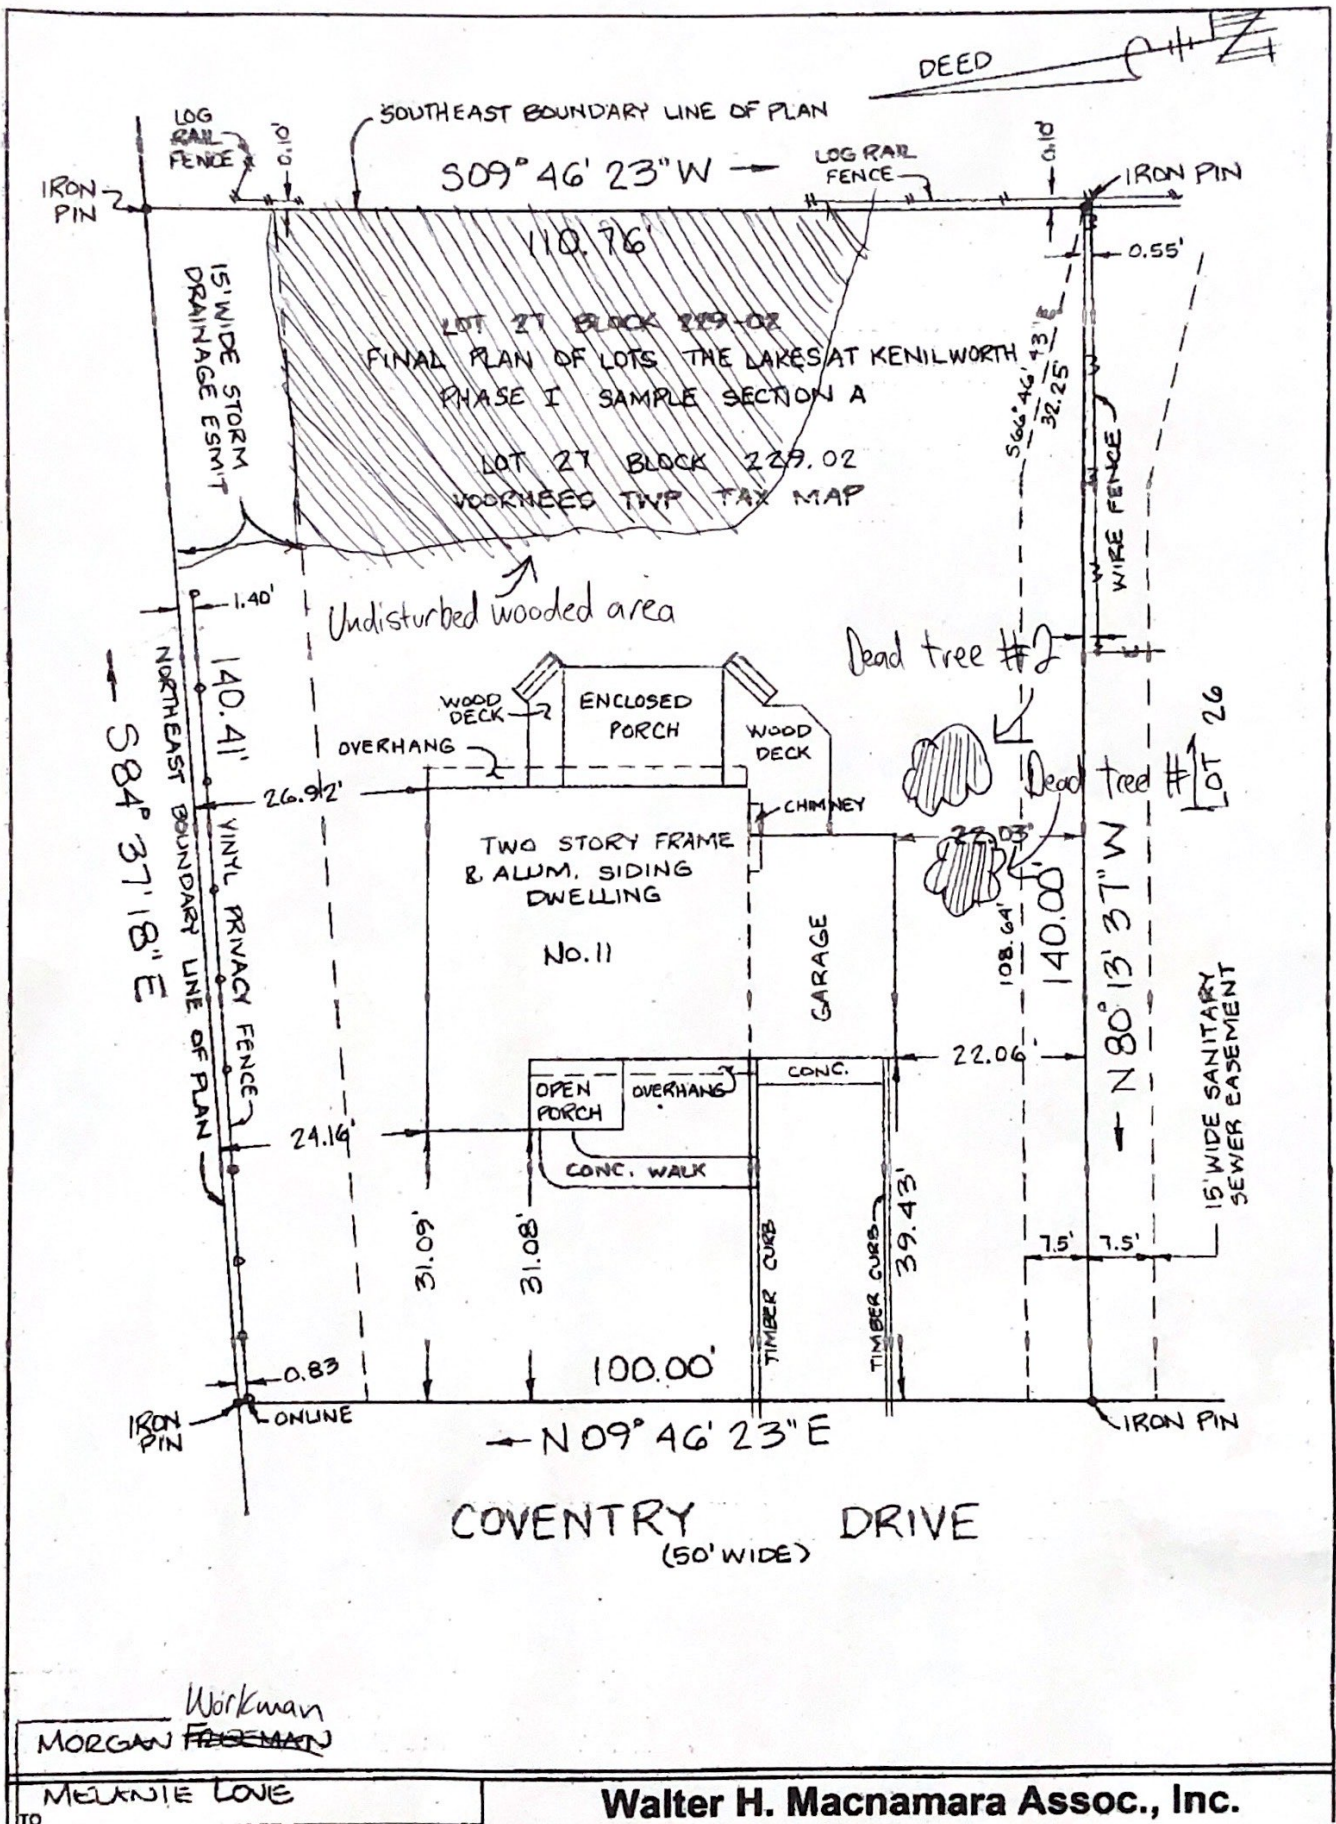 DEED
N
LOG
RAIL
FENCE
0.10'
SOUTHEAST BOUNDARY LINE OF PLAN
S09° 46' 23"W
LOG RAIL
FENCE
0.10'
IRON PIN
IRON
PIN
110.76'
0.55'
15' WIDE STORM
DRAINAGE ESM'T
LOT 27 BLOCK 229-02
FINAL PLAN OF LOTS THE LAKES AT KENILWORTH
PHASE I SAMPLE SECTION A
LOT 27 BLOCK 229.02
VOORHEES TWP TAX MAP
S66° 46' 43"E
32.25'
WIRE FENCE
1.40'
Undisturbed wooded area
Dead tree #2
140.41'
NORTHEAST BOUNDARY LINE OF PLAN
S84° 37' 18"E
WOOD
DECK
ENCLOSED
PORCH
WOOD
DECK
OVERHANG
LOT 26
Dead tree #1
26.92'
CHIMNEY
22.03'
VINYL PRIVACY FENCE
TWO STORY FRAME
& ALUM. SIDING
DWELLING
No. 11
GARAGE
108.64'
140.00'
N 80° 13' 37" W
15' WIDE SANITARY
SEWER EASEMENT
22.06'
CONC.
OPEN
PORCH
OVERHANG
24.16'
CONC. WALK
31.09'
31.08'
TIMBER CURB
TIMBER CURB
39.43'
7.5'
7.5'
0.83
100.00'
IRON
PIN
ONLINE
N09° 46' 23"E
IRON PIN
COVENTRY DRIVE
(50' WIDE)
Workman
MORGAN FREEMAN
MELANIE LOVE
TO
Walter H. Macnamara Assoc., Inc.